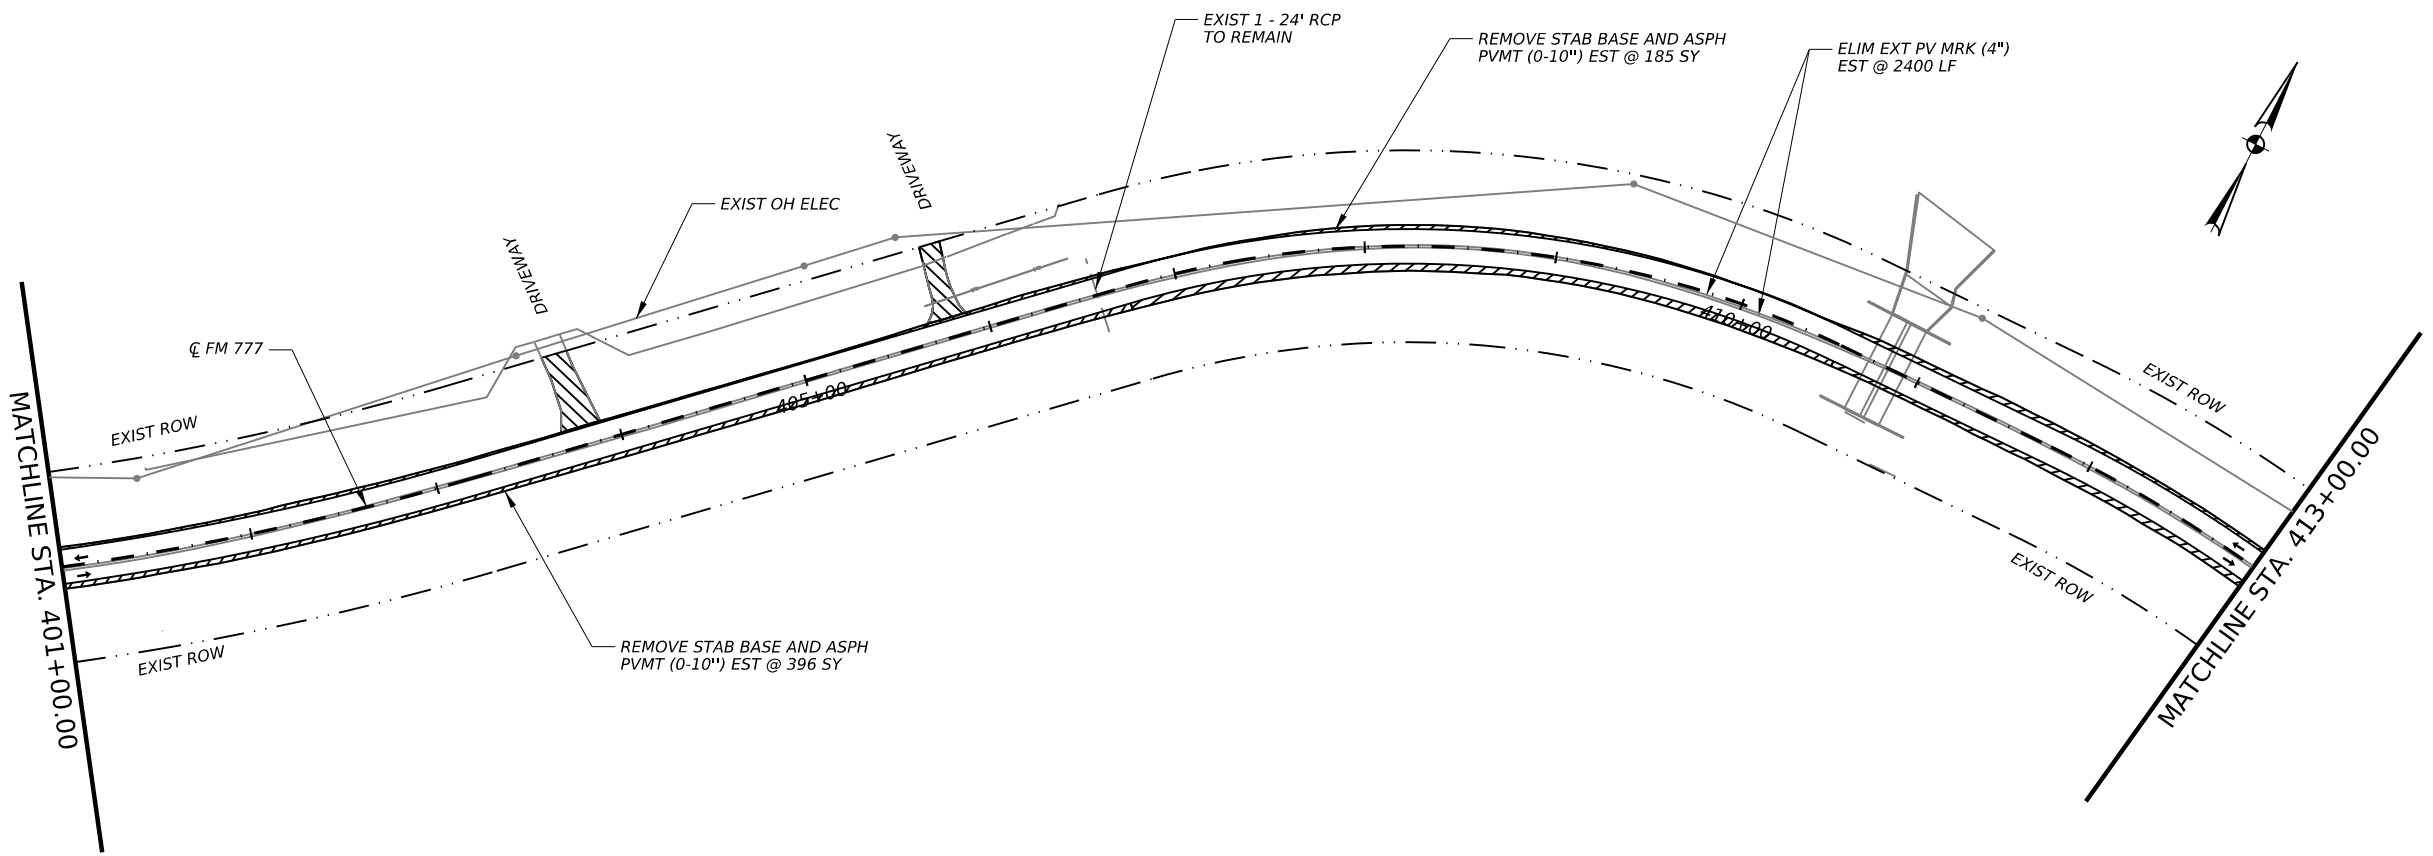 EXIST 1 - 24' RCP
TO REMAIN
REMOVE STAB BASE AND ASPH
PVMT (0-10") EST @ 185 SY
ELIM EXT PV MRK (4")
EST @ 2400 LF
DRIVEWAY
EXIST OH ELEC
DRIVEWAY
℄ FM 777
EXIST ROW
405+00
410+00
EXIST ROW
MATCHLINE STA. 401+00.00
MATCHLINE STA. 413+00.00
EXIST ROW
EXIST ROW
REMOVE STAB BASE AND ASPH
PVMT (0-10") EST @ 396 SY